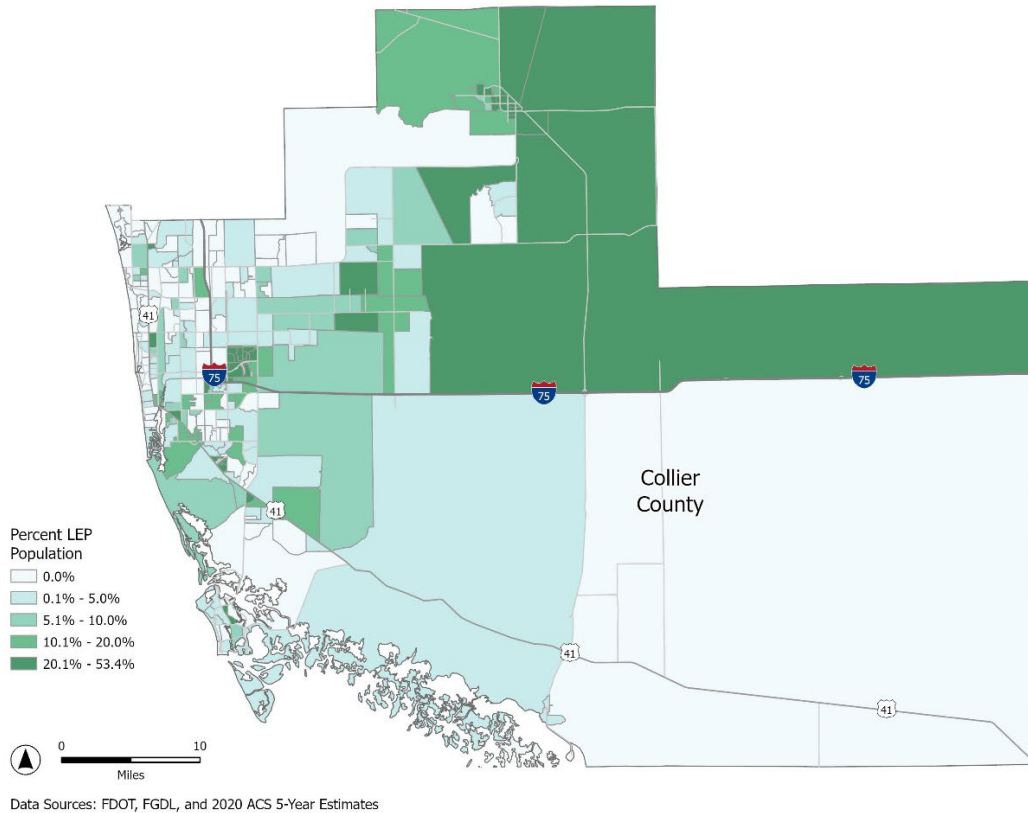 41
75
75
75
Collier
County
41
Percent LEP
Population
0.0%
0.1% - 5.0%
5.1% - 10.0%
10.1% - 20.0%
20.1% - 53.4%
41
41
0 10
Miles
Data Sources: FDOT, FGDL, and 2020 ACS 5-Year Estimates